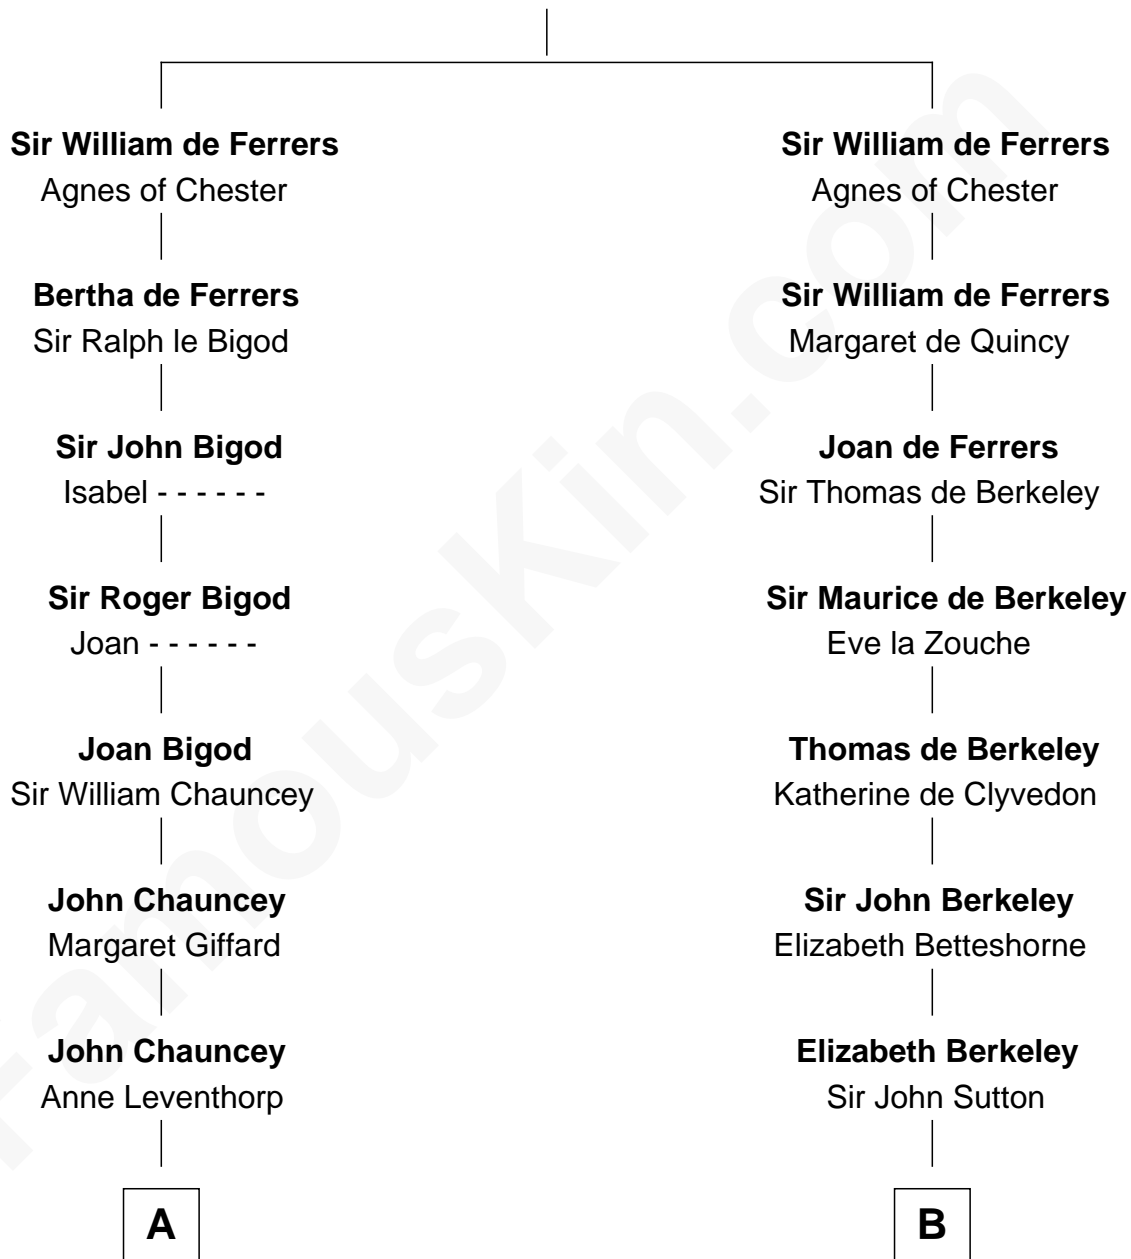 Sir William de Ferrers
Agnes of Chester
Bertha de Ferrers
Sir Ralph le Bigod
Sir John Bigod
Isabel - - - - - -
Sir Roger Bigod
Joan - - - - - -
Joan Bigod
Sir William Chauncey
John Chauncey
Margaret Giffard
John Chauncey
Anne Leventhorp
A
Sir William de Ferrers
Agnes of Chester
Sir William de Ferrers
Margaret de Quincy
Joan de Ferrers
Sir Thomas de Berkeley
Sir Maurice de Berkeley
Eve la Zouche
Thomas de Berkeley
Katherine de Clyvedon
Sir John Berkeley
Elizabeth Betteshorne
Elizabeth Berkeley
Sir John Sutton
B
FamousKin.com